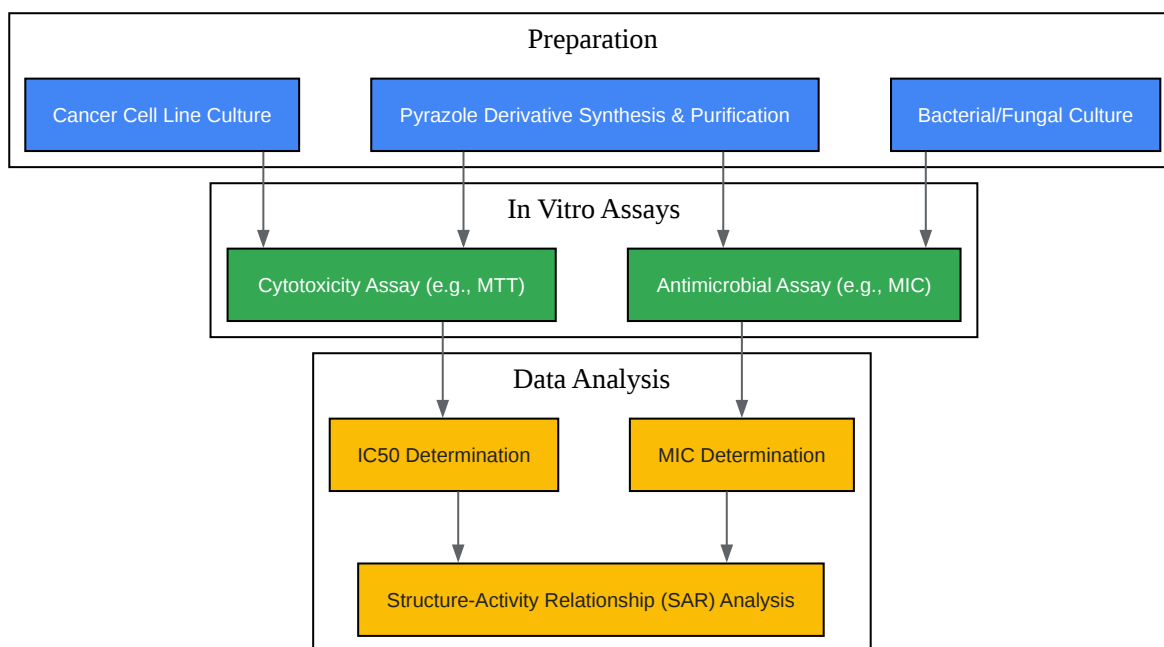 Preparation
Cancer Cell Line Culture
Pyrazole Derivative Synthesis & Purification
Bacterial/Fungal Culture
In Vitro Assays
Cytotoxicity Assay (e.g., MTT)
Antimicrobial Assay (e.g., MIC)
Data Analysis
IC50 Determination
MIC Determination
Structure-Activity Relationship (SAR) Analysis